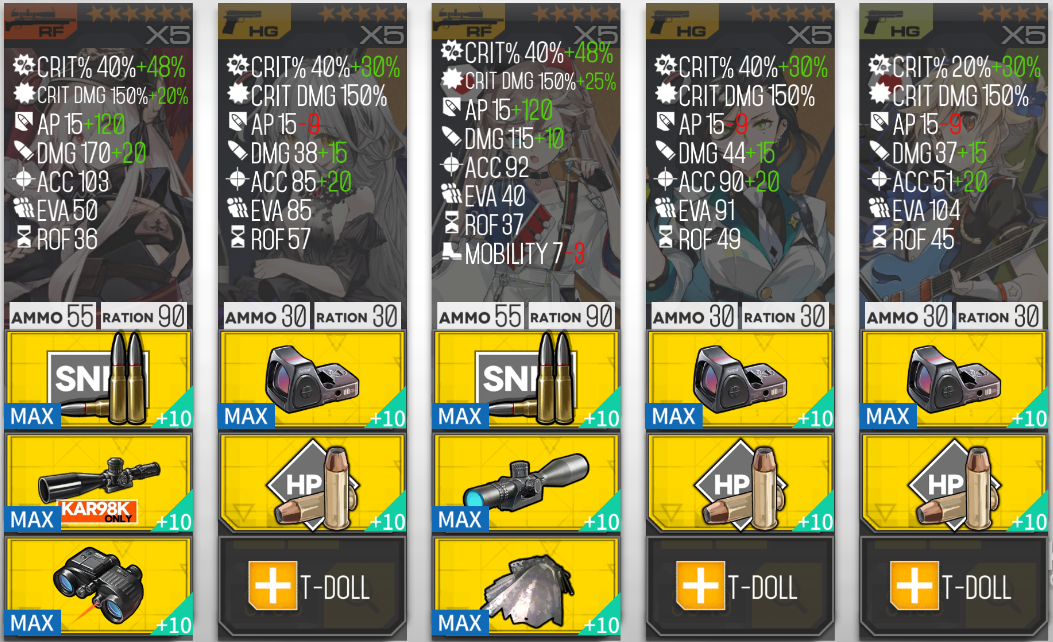 RF
X5
CRIT% 40%+48%
CRIT DMG 150%+20%
AP 15+120
DMG 170+20
ACC 103
EVA 50
ROF 36
AMMO 55 RATION 90
SNI
MAX +10
KAR98K
ONLY
MAX +10
MAX +10
HG
X5
CRIT% 40%+30%
CRIT DMG 150%
AP 15-9
DMG 38+15
ACC 85+20
EVA 85
ROF 57
AMMO 30 RATION 30
MAX +10
HP
+10
T-DOLL
RF
X5
CRIT% 40%+48%
CRIT DMG 150%+25%
AP 15+120
DMG 115+10
ACC 92
EVA 40
ROF 37
MOBILITY 7-3
AMMO 55 RATION 90
SNI
MAX +10
MAX +10
MAX +10
HG
X5
CRIT% 40%+30%
CRIT DMG 150%
AP 15-9
DMG 44+15
ACC 90+20
EVA 91
ROF 49
AMMO 30 RATION 30
MAX +10
HP
+10
T-DOLL
HG
X5
CRIT% 20%+30%
CRIT DMG 150%
AP 15-9
DMG 37+15
ACC 51+20
EVA 104
ROF 45
AMMO 30 RATION 30
MAX +10
HP
+10
T-DOLL